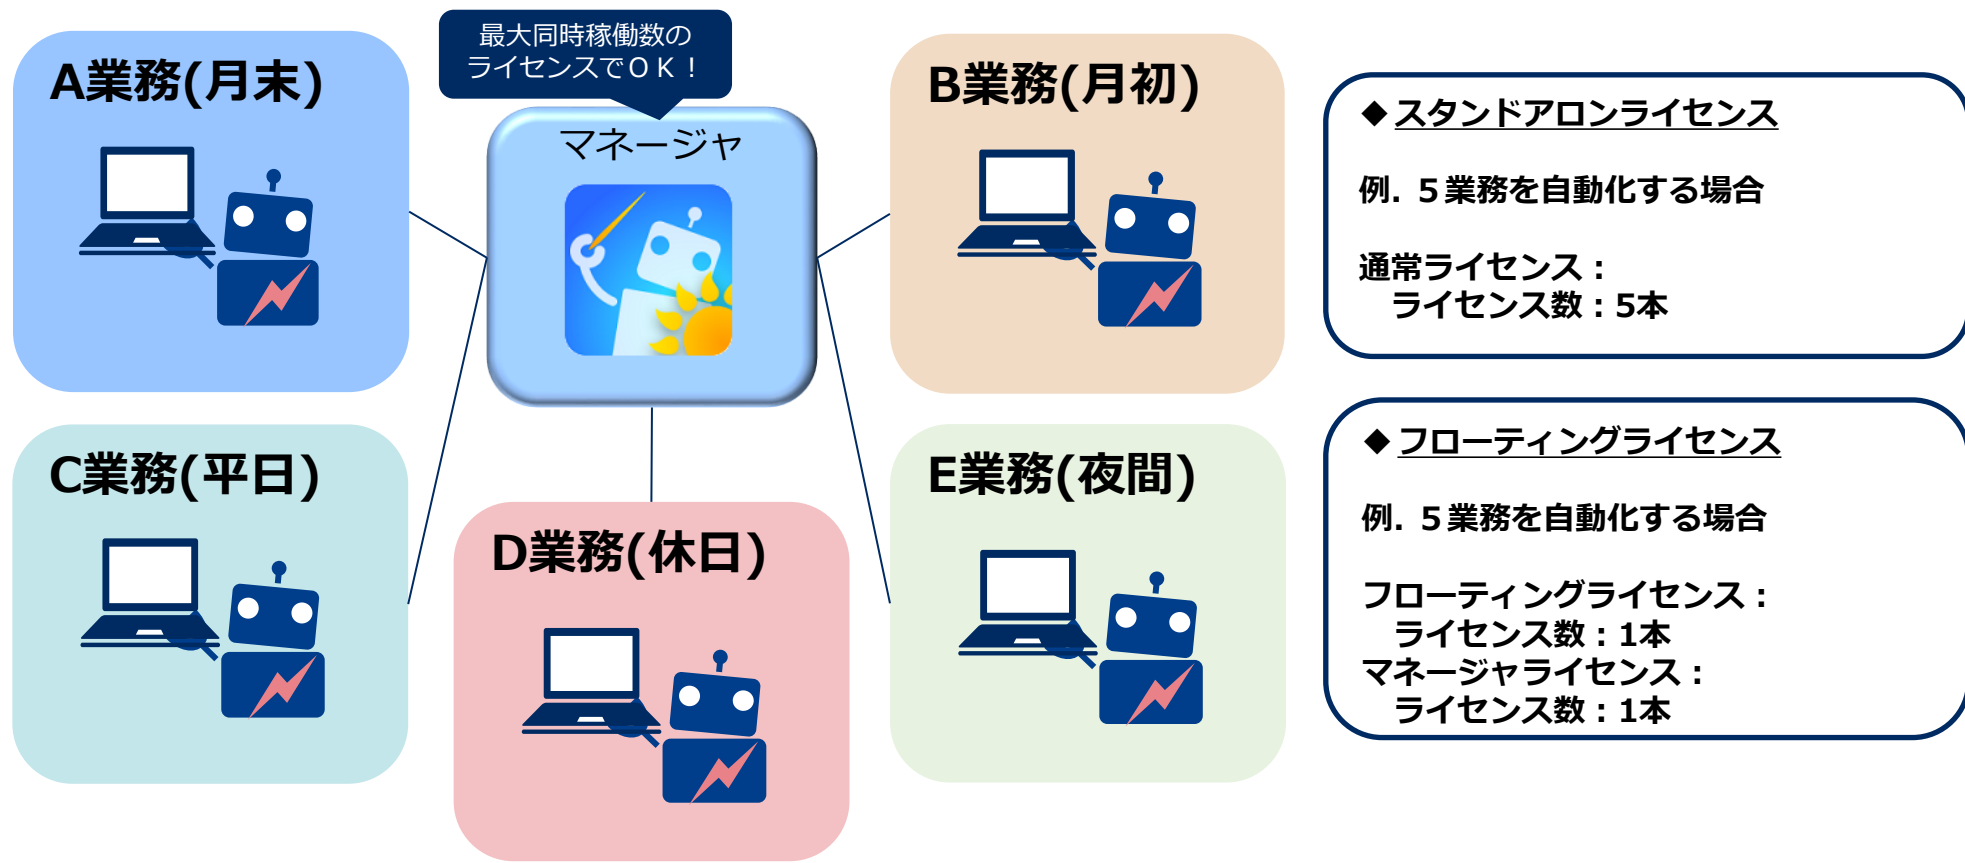 最大同時稼働数の
ライセンスでＯＫ！
A業務(月末)
マネージャ
B業務(月初)
C業務(平日)
D業務(休日)
E業務(夜間)
◆ スタンドアロンライセンス
例. ５業務を自動化する場合
通常ライセンス：
ライセンス数：5本
◆ フローティングライセンス
例. ５業務を自動化する場合
フローティングライセンス：
ライセンス数：1本
マネージャライセンス：
ライセンス数：1本